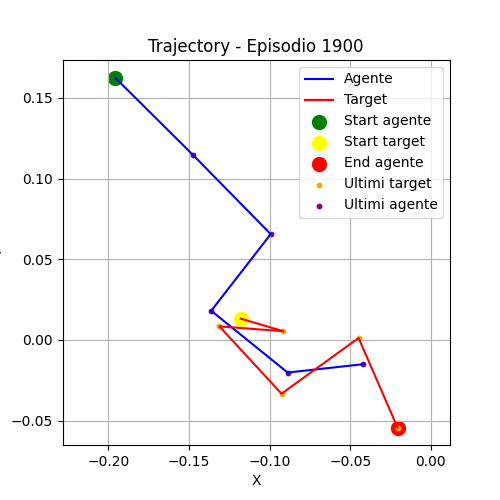 Trajectory - Episodio 1900
Agente
Target
Start agente
Start target
End agente
Ultimi target
Ultimi agente
0.15
0.10
0.05
0.00
−0.05
−0.20
−0.15
−0.10
−0.05
0.00
X